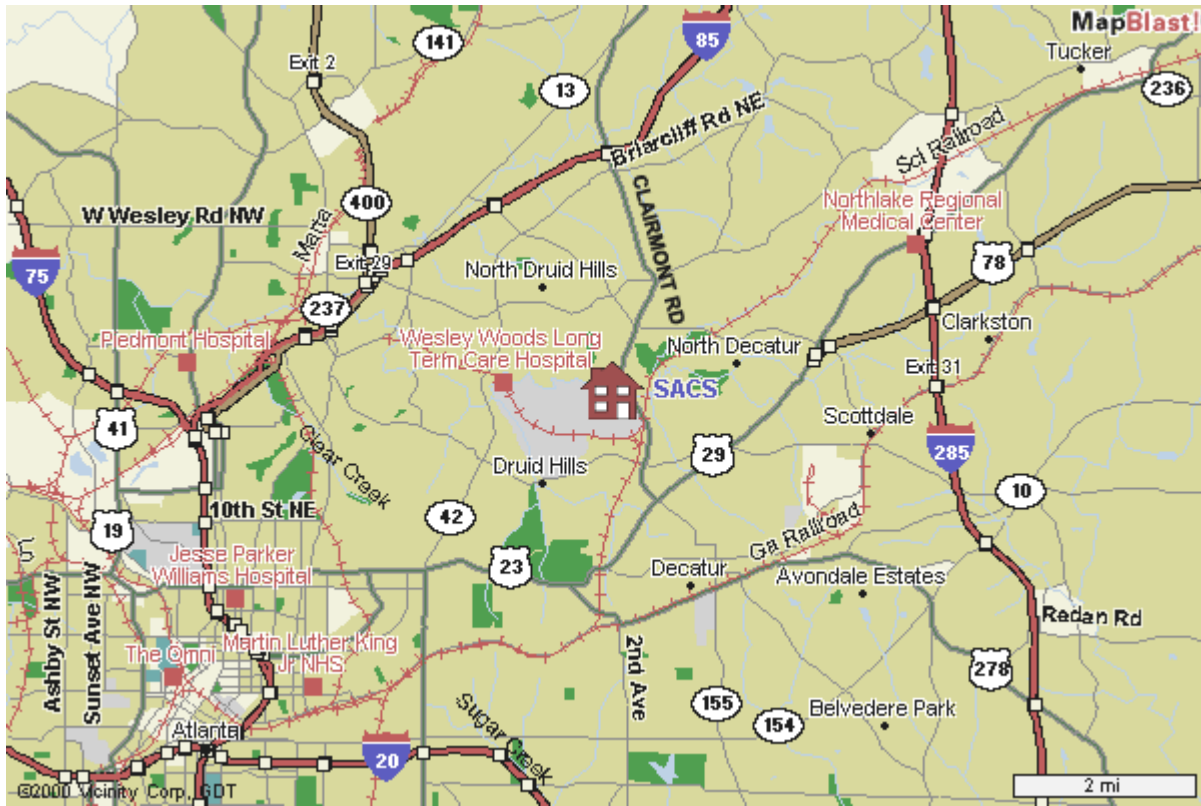 MapBlast!
141
85
Tucker
Exit 2
13
236
Briarcliff Rd NE
Scl Railroad
CLAIRMONT RD
400
Northlake Regional
Medical Center
W Wesley Rd NW
Marta
75
Exit 29
North Druid Hills
78
237
Piedmont Hospital
Wesley Woods Long
Term Care Hospital
Clarkston
North Decatur
Exit 31
SACS
41
Scottdale
Clear Creek
29
285
Druid Hills
10
10th St NE
42
19
Ga Railroad
Jesse Parker
Williams Hospital
23
Decatur
Avondale Estates
Ashby St NW
Sunset Ave NW
Redan Rd
Martin Luther King
Jr NHS
The Omni
2nd Ave
278
155
154
Belvedere Park
Sugar Creek
Atlanta
20
©2000 Vicinity Corp, GDT
2 mi